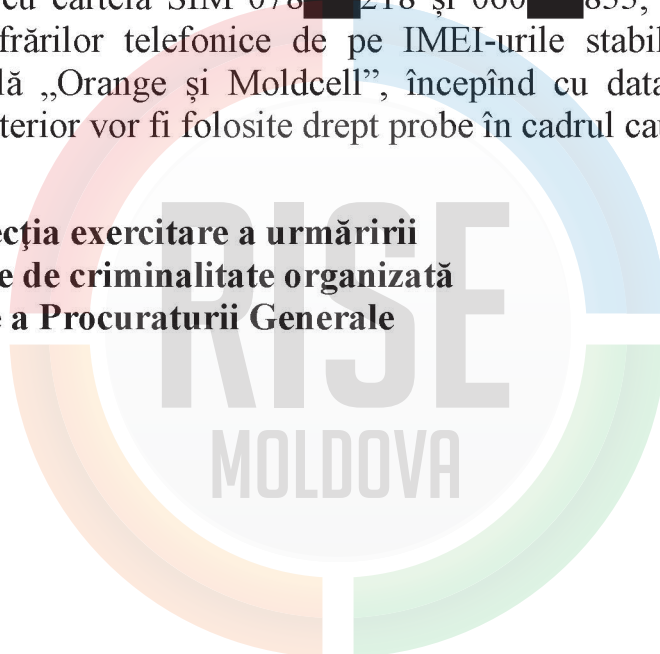 cu cartela SIM 078 218 și 060 833,
frărilor telefonice de pe IMEI-urile stabil
lă „Orange și Moldcell”, începînd cu data
terior vor fi folosite drept probe în cadrul cau
ecţia exercitare a urmăririi
e de criminalitate organizată
e a Procuraturii Generale
RISE
MOLDOVA